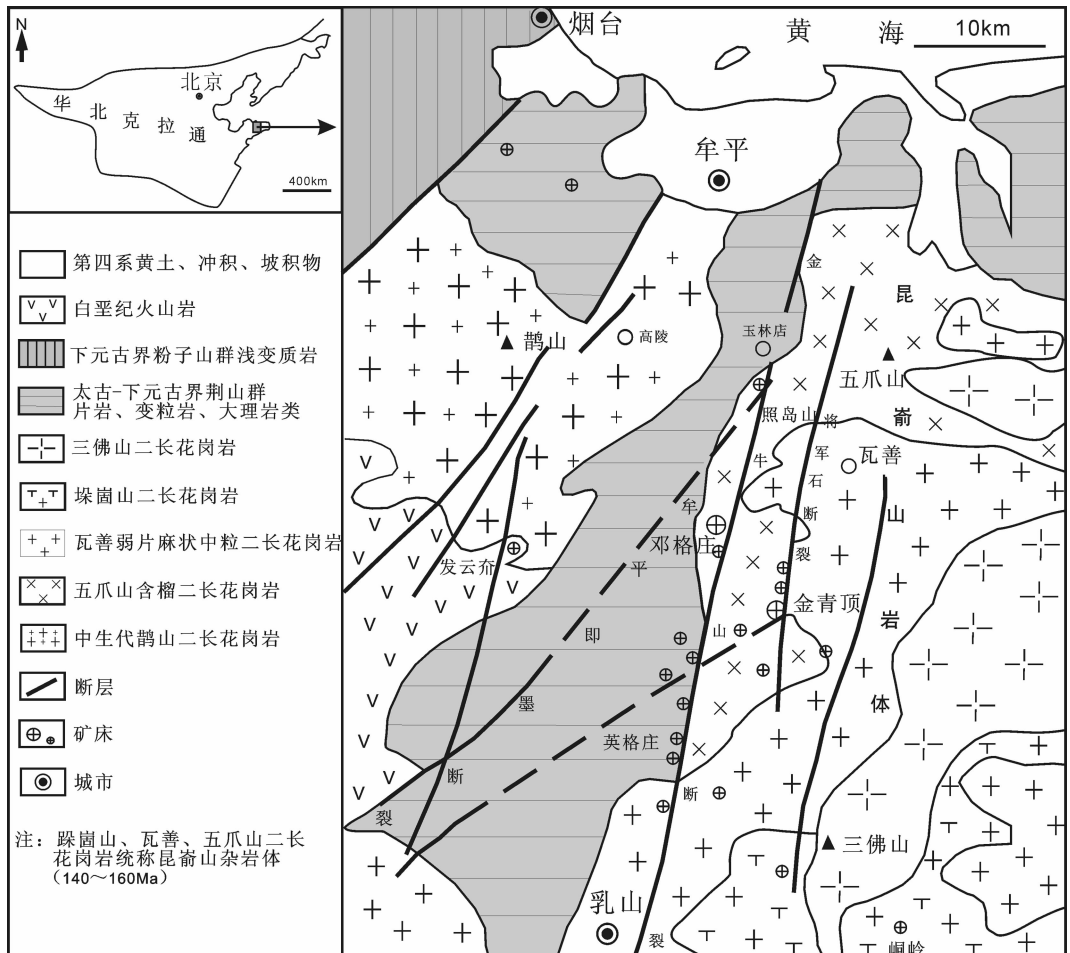 N
北京
华北克拉通
400km
烟台
黄海
10km
牟平
第四系黄土、冲积、坡积物
白垩纪火山岩
下元古界粉子山群浅变质岩
太古-下元古界荆山群
片岩、变粒岩、大理岩类
三佛山二长花岗岩
垛崮山二长花岗岩
瓦善弱片麻状中粒二长花岗岩
五爪山含榴二长花岗岩
中生代鹊山二长花岗岩
断层
矿床
城市
注：跺崮山、瓦善、五爪山二长
花岗岩统称昆嵛山杂岩体
（140～160Ma）
鹊山
高陵
玉林店
五爪山
照岛山
瓦善
邓格庄
发云夼
金青顶
英格庄
三佛山
乳山
昆嵛山岩体
金牛山断裂
将军石断裂
牟平即墨断裂